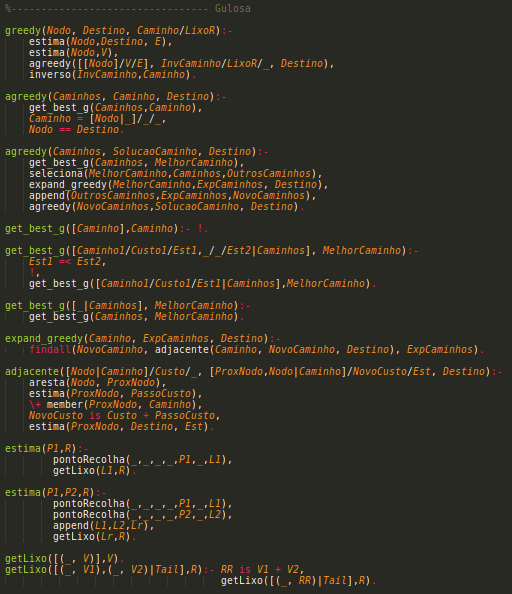 %--------------------------------- Gulosa
greedy(Nodo, Destino, Caminho/LixoR):-
estima(Nodo,Destino, E),
estima(Nodo,V),
agreedy([[Nodo]/V/E], InvCaminho/LixoR/_, Destino),
inverso(InvCaminho,Caminho).
agreedy(Caminhos, Caminho, Destino):-
get_best_g(Caminhos,Caminho),
Caminho = [Nodo|_]/_/_,
Nodo == Destino.
agreedy(Caminhos, SolucaoCaminho, Destino):-
get_best_g(Caminhos, MelhorCaminho),
seleciona(MelhorCaminho,Caminhos,OutrosCaminhos),
expand_greedy(MelhorCaminho,ExpCaminhos, Destino),
append(OutrosCaminhos,ExpCaminhos,NovoCaminhos),
agreedy(NovoCaminhos,SolucaoCaminho, Destino).
get_best_g([Caminho],Caminho):- !.
get_best_g([Caminho1/Custo1/Est1,_/_/Est2|Caminhos], MelhorCaminho):-
Est1 =< Est2,
!,
get_best_g([Caminho1/Custo1/Est1|Caminhos],MelhorCaminho).
get_best_g([_|Caminhos], MelhorCaminho):-
get_best_g(Caminhos, MelhorCaminho).
expand_greedy(Caminho, ExpCaminhos, Destino):-
findall(NovoCaminho, adjacente(Caminho, NovoCaminho, Destino), ExpCaminhos).
adjacente([Nodo|Caminho]/Custo/_, [ProxNodo,Nodo|Caminho]/NovoCusto/Est, Destino):-
aresta(Nodo, ProxNodo),
estima(ProxNodo, PassoCusto),
\+ member(ProxNodo, Caminho),
NovoCusto is Custo + PassoCusto,
estima(ProxNodo, Destino, Est).
estima(P1,R):-
pontoRecolha(_,_,_,_,P1,_,L1),
getLixo(L1,R).
estima(P1,P2,R):-
pontoRecolha(_,_,_,_,P1,_,L1),
pontoRecolha(_,_,_,_,P2,_,L2),
append(L1,L2,Lr),
getLixo(Lr,R).
getLixo([(_, V)],V).
getLixo([(_, V1),(_, V2)|Tail],R):- RR is V1 + V2,
getLixo([(_, RR)|Tail],R).